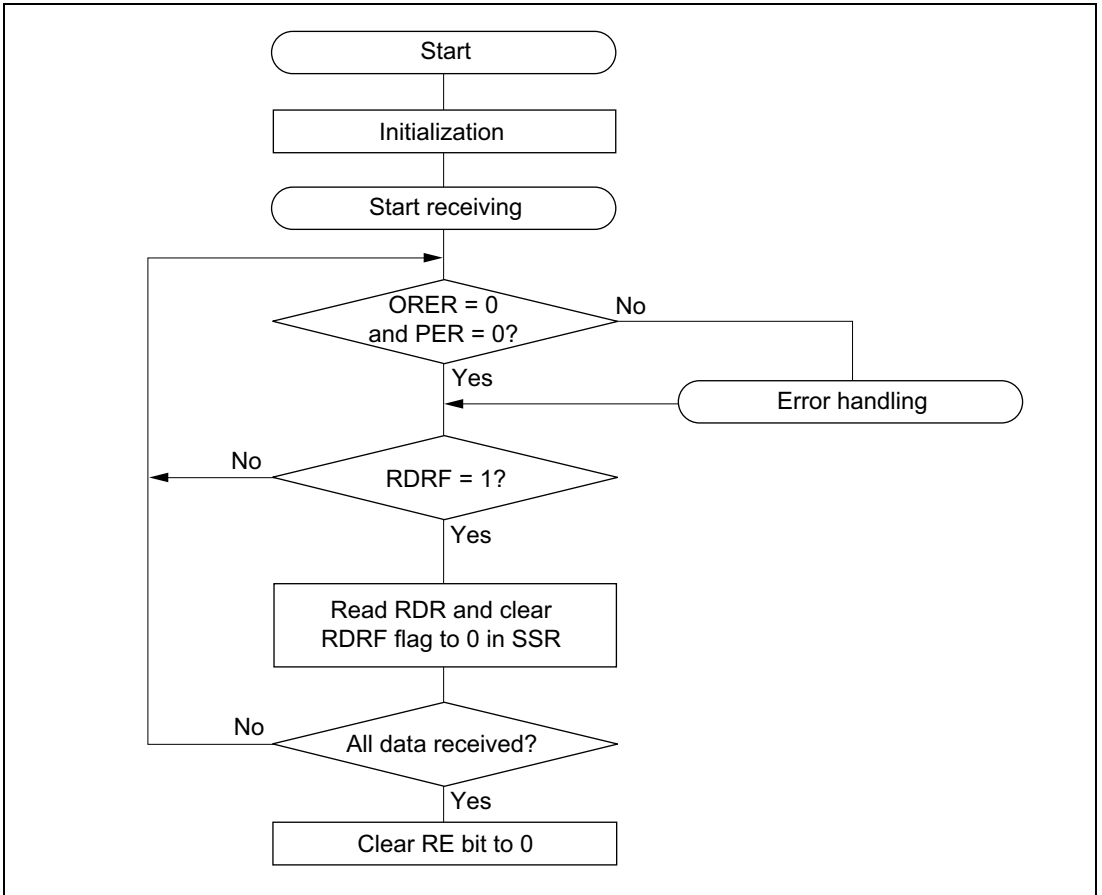 Start
Initialization
Start receiving
ORER = 0
and PER = 0?
No
Yes
Error handling
No
RDRF = 1?
Yes
Read RDR and clear
RDRF flag to 0 in SSR
No
All data received?
Yes
Clear RE bit to 0